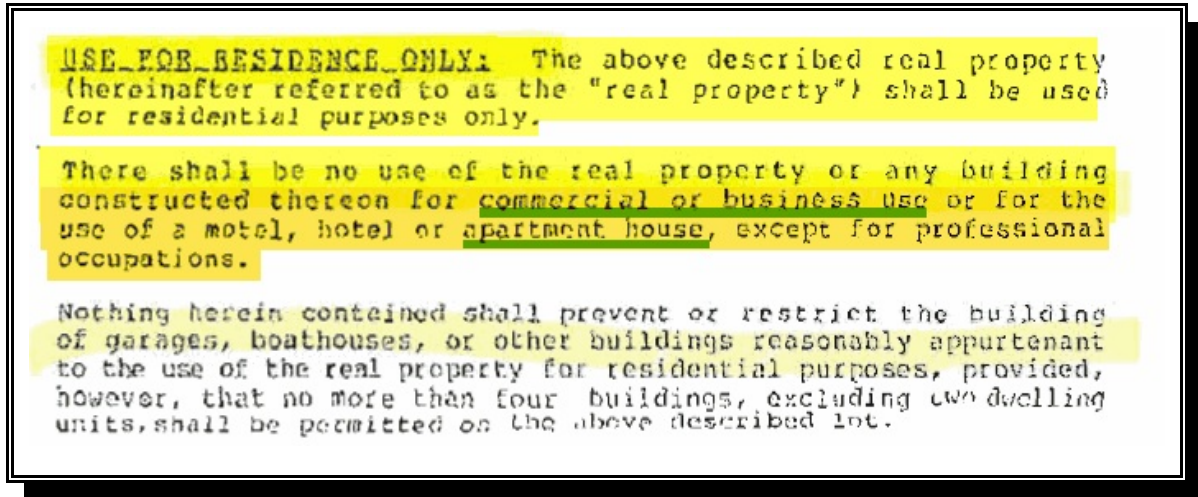 USE FOR RESIDENCE ONLY: The above described real property
(hereinafter referred to as the "real property") shall be used
for residential purposes only.
There shall be no use of the real property or any building
constructed thereon for commercial or business use or for the
use of a motel, hotel or apartment house, except for professional
occupations.
Nothing herein contained shall prevent or restrict the building
of garages, boathouses, or other buildings reasonably appurtenant
to the use of the real property for residential purposes, provided,
however, that no more than four buildings, excluding two dwelling
units, shall be permitted on the above described lot.